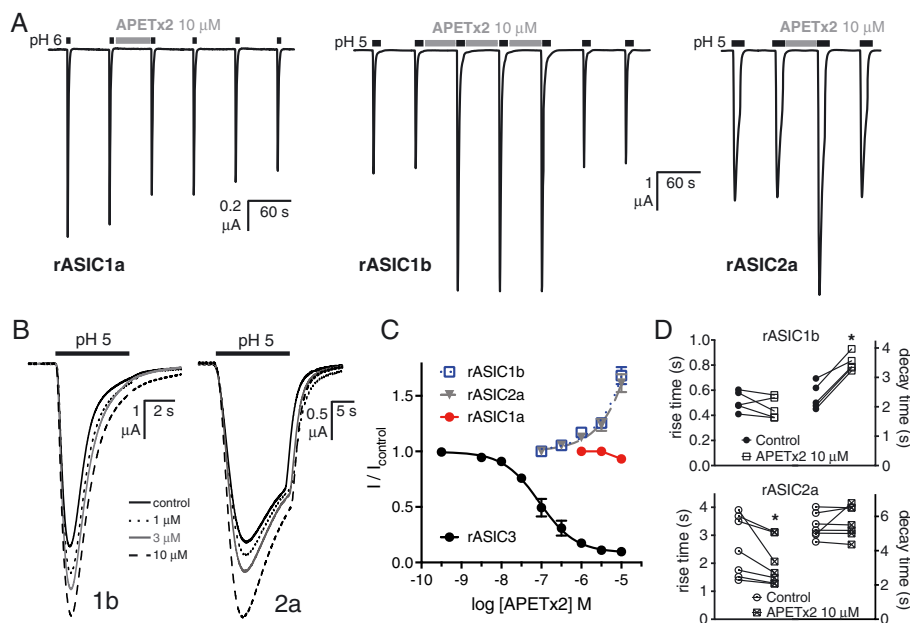 A
APETx2 10 μM
pH 6
0.2
μA
60 s
rASIC1a
APETx2 10 μM
pH 5
1
μA
60 s
rASIC1b
APETx2 10 μM
pH 5
rASIC2a
B
pH 5
1
μA
2 s
0.5
μA
5 s
control
1 μM
3 μM
10 μM
1b
2a
C
rASIC1b
rASIC2a
rASIC1a
rASIC3
I / Icontrol
1.5
1.0
0.5
0.0
-10
-9
-8
-7
-6
-5
log [APETx2] M
D
rASIC1b
rise time (s)
1.0
0.8
0.6
0.4
0.2
0.0
*
4
3
2
1
0
decay time (s)
Control
APETx2 10 μM
rASIC2a
rise time (s)
4
3
2
1
0
*
6
4
2
0
decay time (s)
Control
APETx2 10 μM